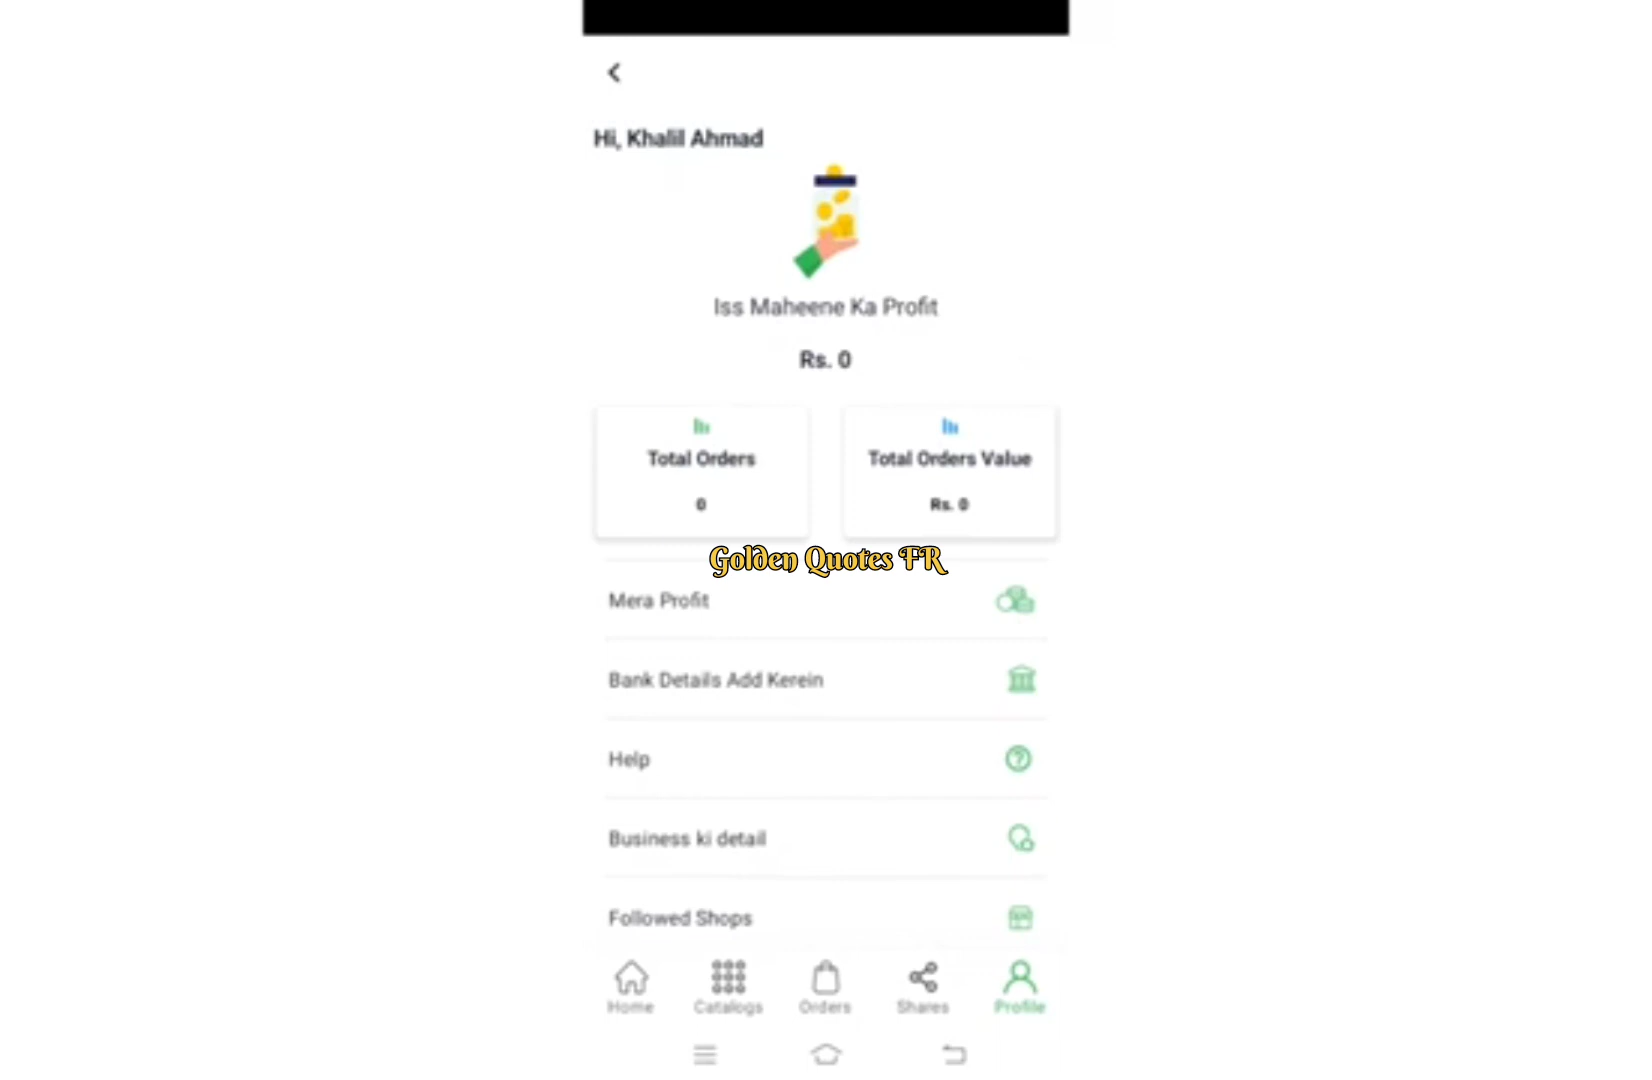 Hi, Khalil Ahmad
Iss Maheene Ka Profit
Rs. 0
Total Orders
0
Total Orders Value
Rs. 0
Golden Quotes FR
Mera Profit
Bank Details Add Kerein
Help
Business ki detail
Followed Shops
Home Catalogs Orders Shares Profile